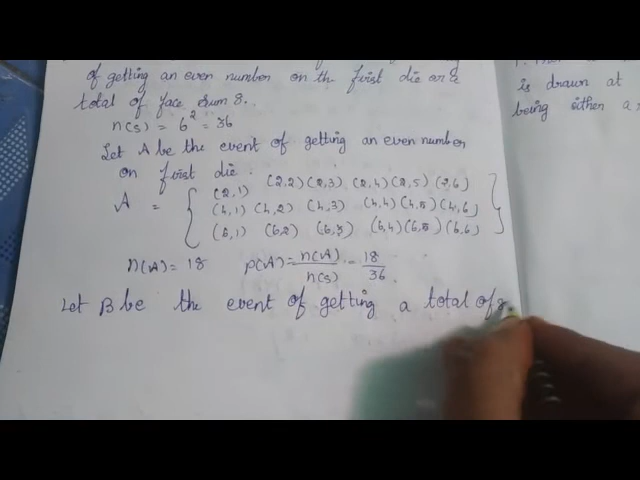 of getting an even number on the first die or a
total of face sum 8.
n(s) = 6² = 36
Let A be the event of getting an even number
on first die.
A = { (2,1) (2,2) (2,3) (2,4) (2,5) (2,6)
(4,1) (4,2) (4,3) (4,4) (4,5) (4,6)
(6,1) (6,2) (6,3) (6,4) (6,5) (6,6) }
n(A) = 18 P(A) = n(A)/n(s) = 18/36.
Let B be the event of getting a total of 8
is drawn at
being either a